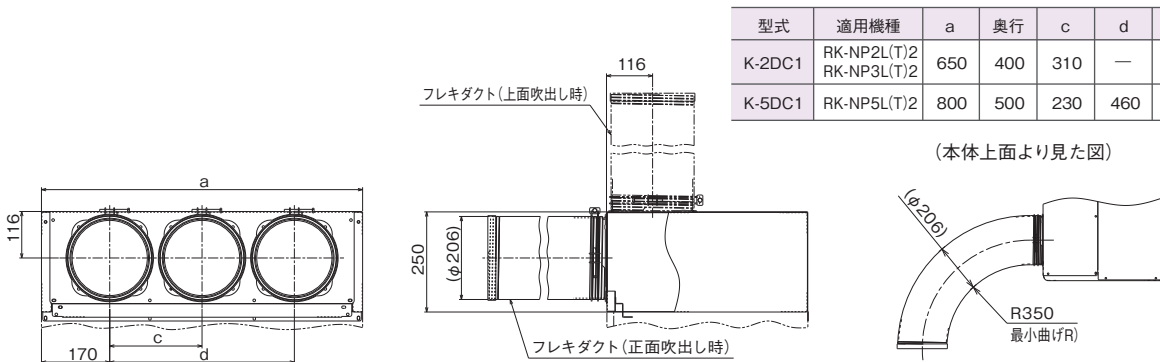 型式 適用機種 a 奥行 c d
K-2DC1 RK-NP2L(T)2 RK-NP3L(T)2 650 400 310 —
K-5DC1 RK-NP5L(T)2 800 500 230 460
(本体上面より見た図)
116
フレキダクト(上面吹出し時)
a
116
250
(φ206)
(φ206)
R350
最小曲げR)
フレキダクト(正面吹出し時)
170
c
d